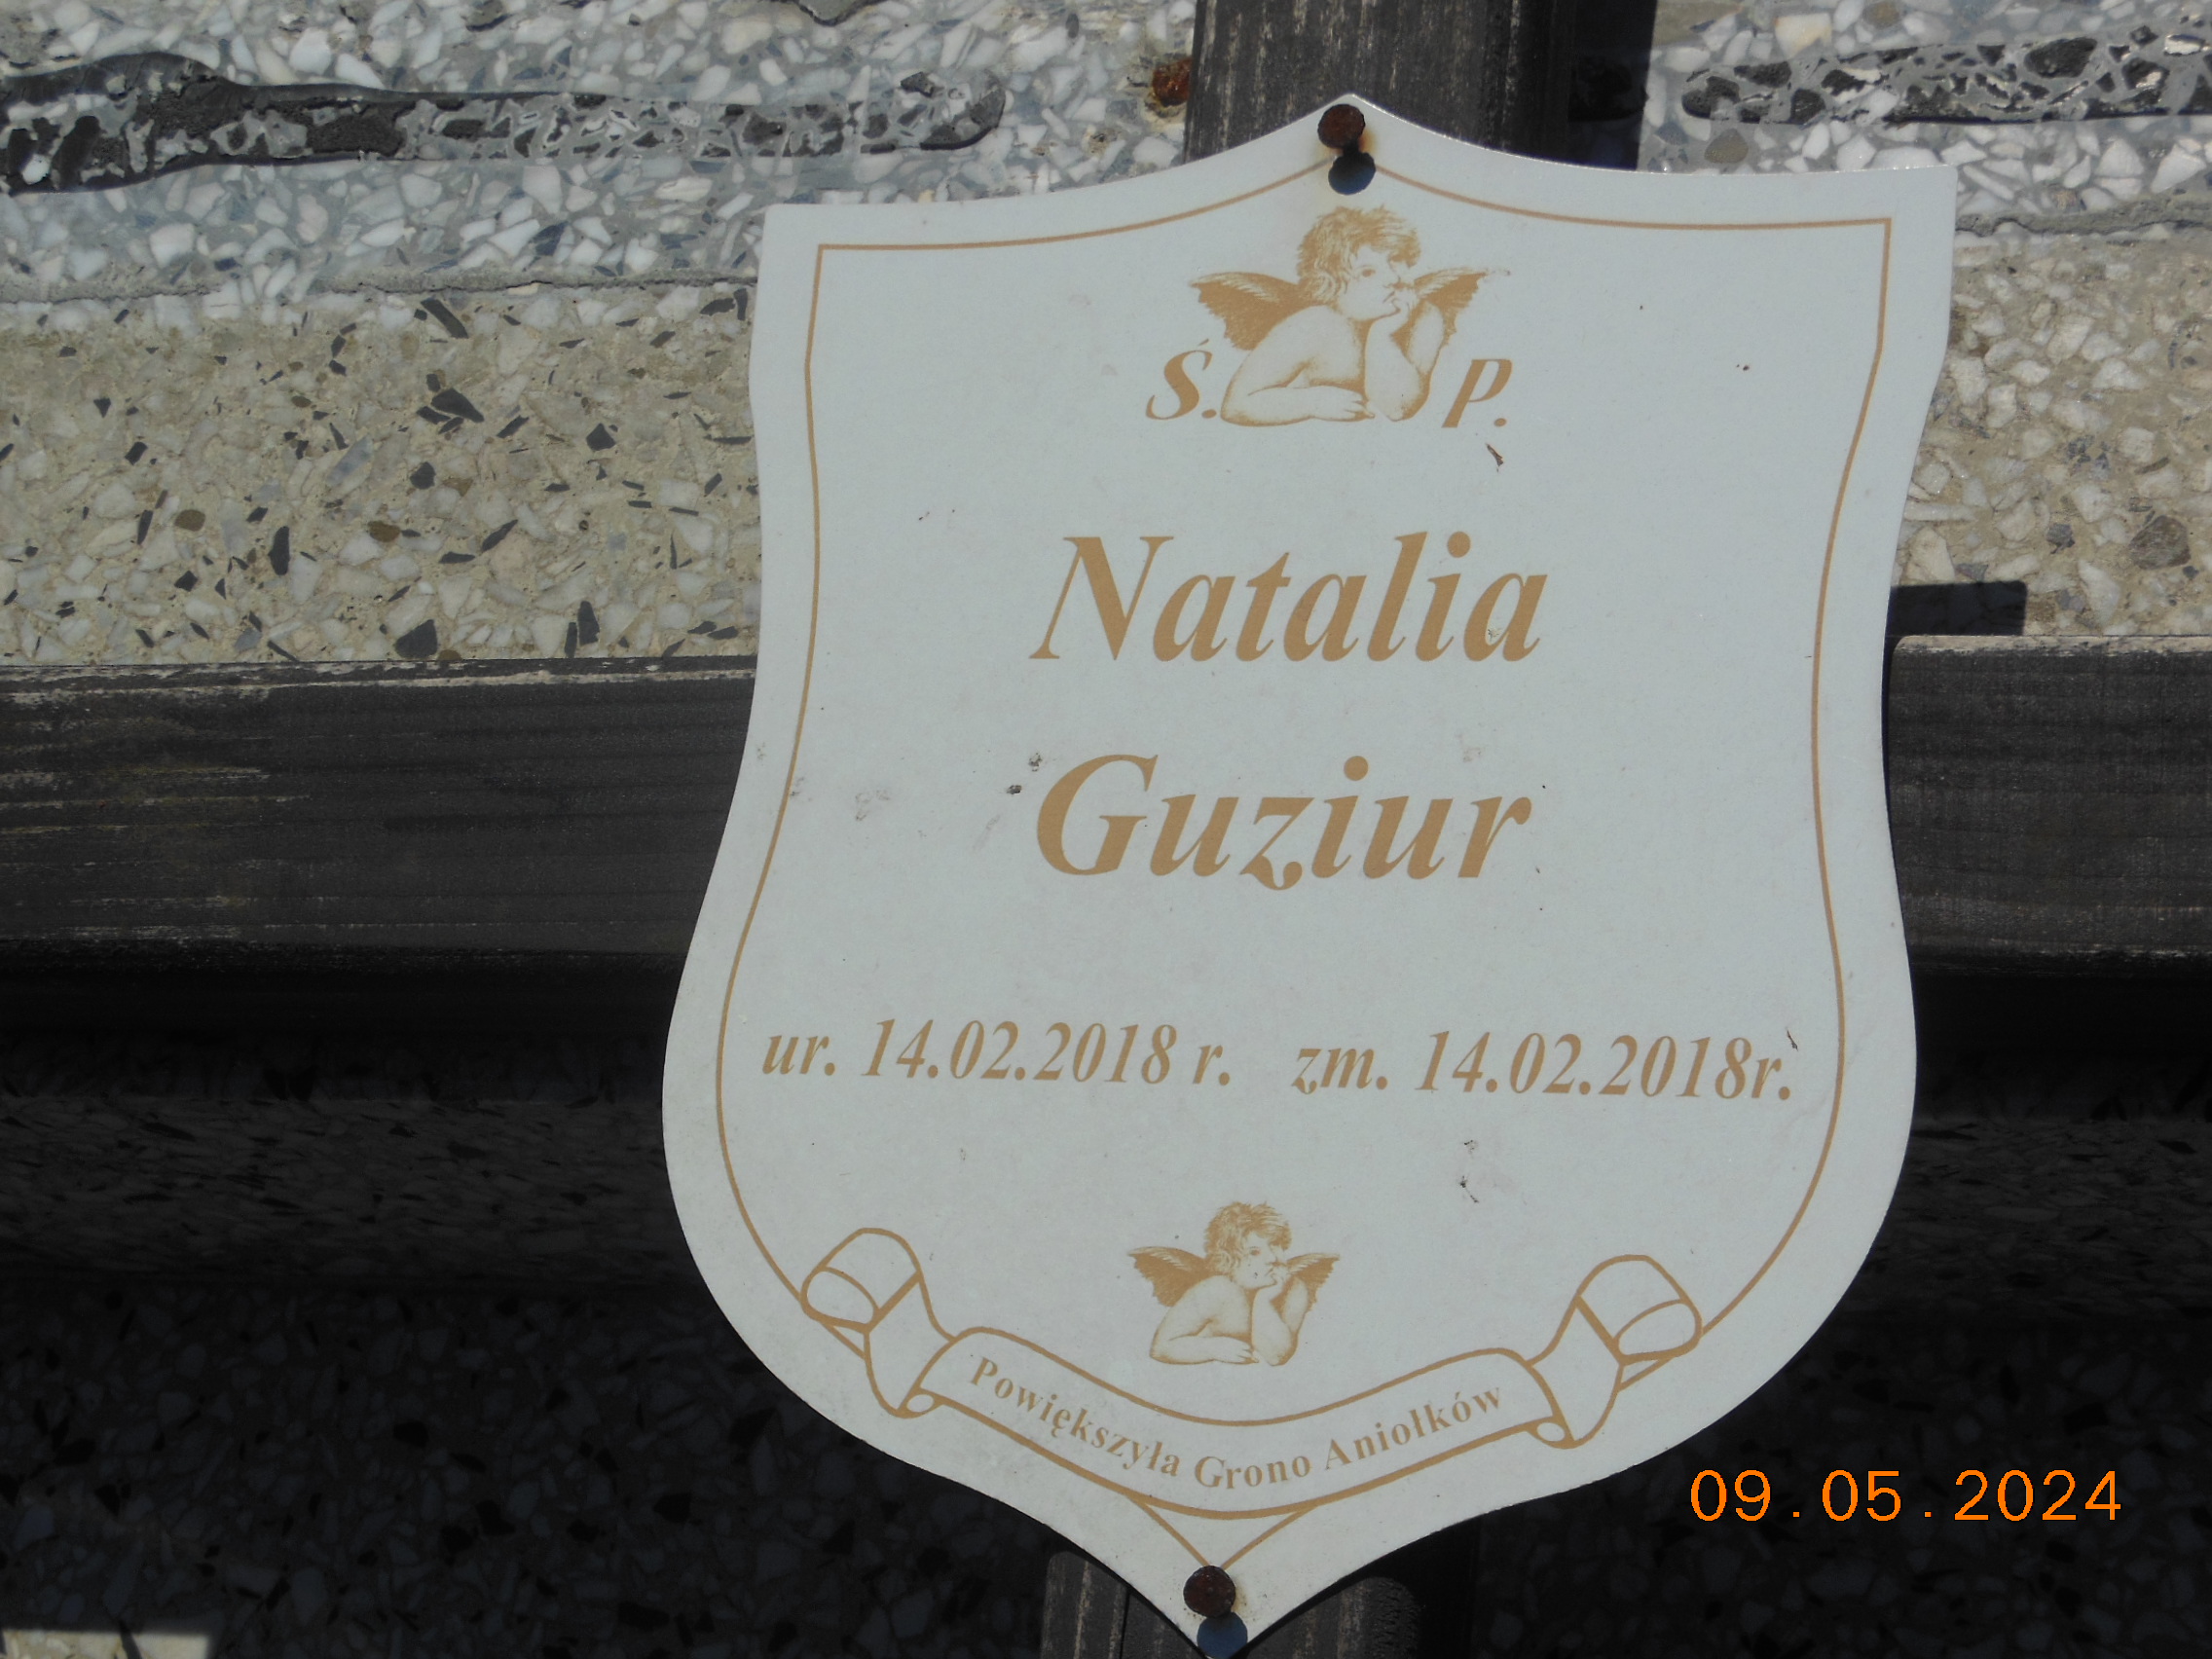 Ś. P.
Natalia
Guziur
ur. 14.02.2018 r. zm. 14.02.2018r.
Powiększyła Grono Aniołków
09.05.2024